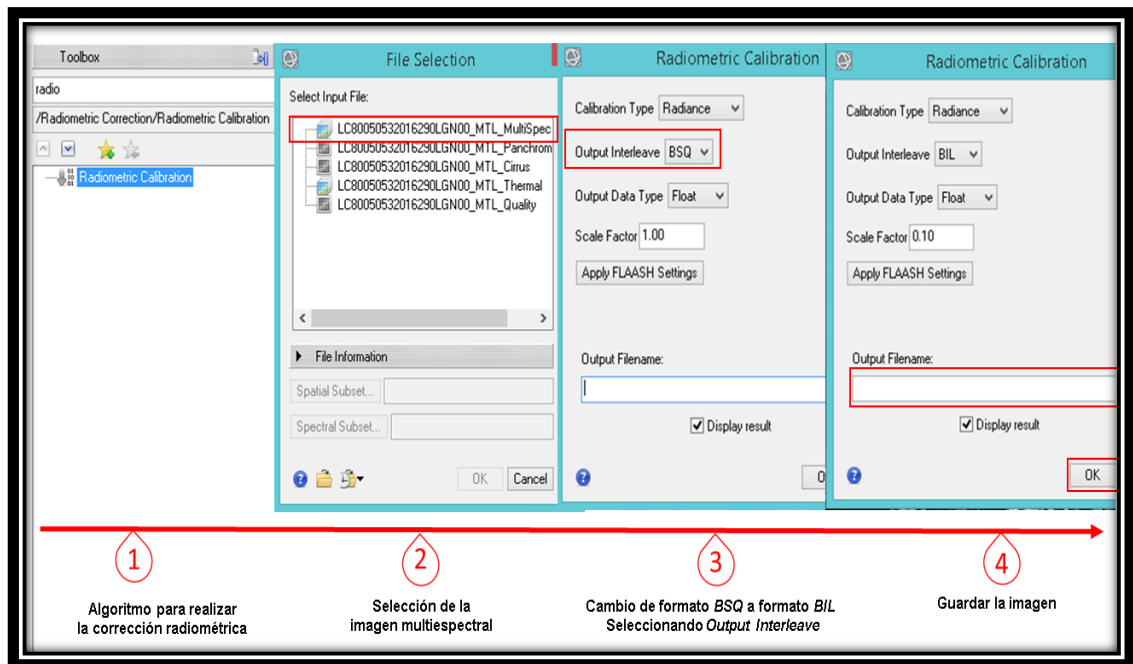 Toolbox
radio
/Radiometric Correction/Radiometric Calibration
Radiometric Calibration
File Selection
Select Input File:
LC80050532016290LGN00_MTL_MultiSpec
LC80050532016290LGN00_MTL_Panchrom
LC80050532016290LGN00_MTL_Cirrus
LC80050532016290LGN00_MTL_Thermal
LC80050532016290LGN00_MTL_Quality
File Information
Spatial Subset...
Spectral Subset...
OK
Cancel
Radiometric Calibration
Calibration Type Radiance
Output Interleave BSQ
Output Data Type Float
Scale Factor 1.00
Apply FLAASH Settings
Output Filename:
Display result
O
Radiometric Calibration
Calibration Type Radiance
Output Interleave BIL
Output Data Type Float
Scale Factor 0.10
Apply FLAASH Settings
Output Filename:
Display result
OK
1
Algoritmo para realizar
la corrección radiométrica
2
Selección de la
imagen multiespectral
3
Cambio de formato BSQ a formato BIL
Seleccionando Output Interleave
4
Guardar la imagen